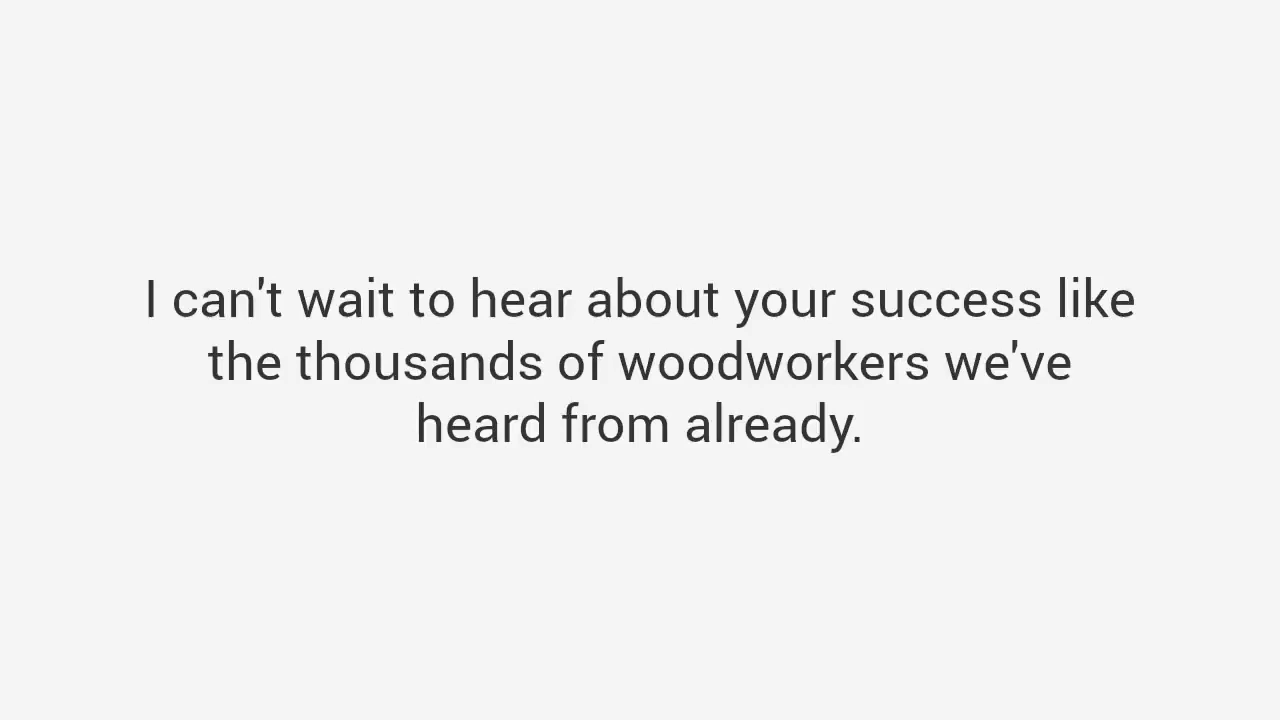 I can't wait to hear about your success like
the thousands of woodworkers we've
heard from already.